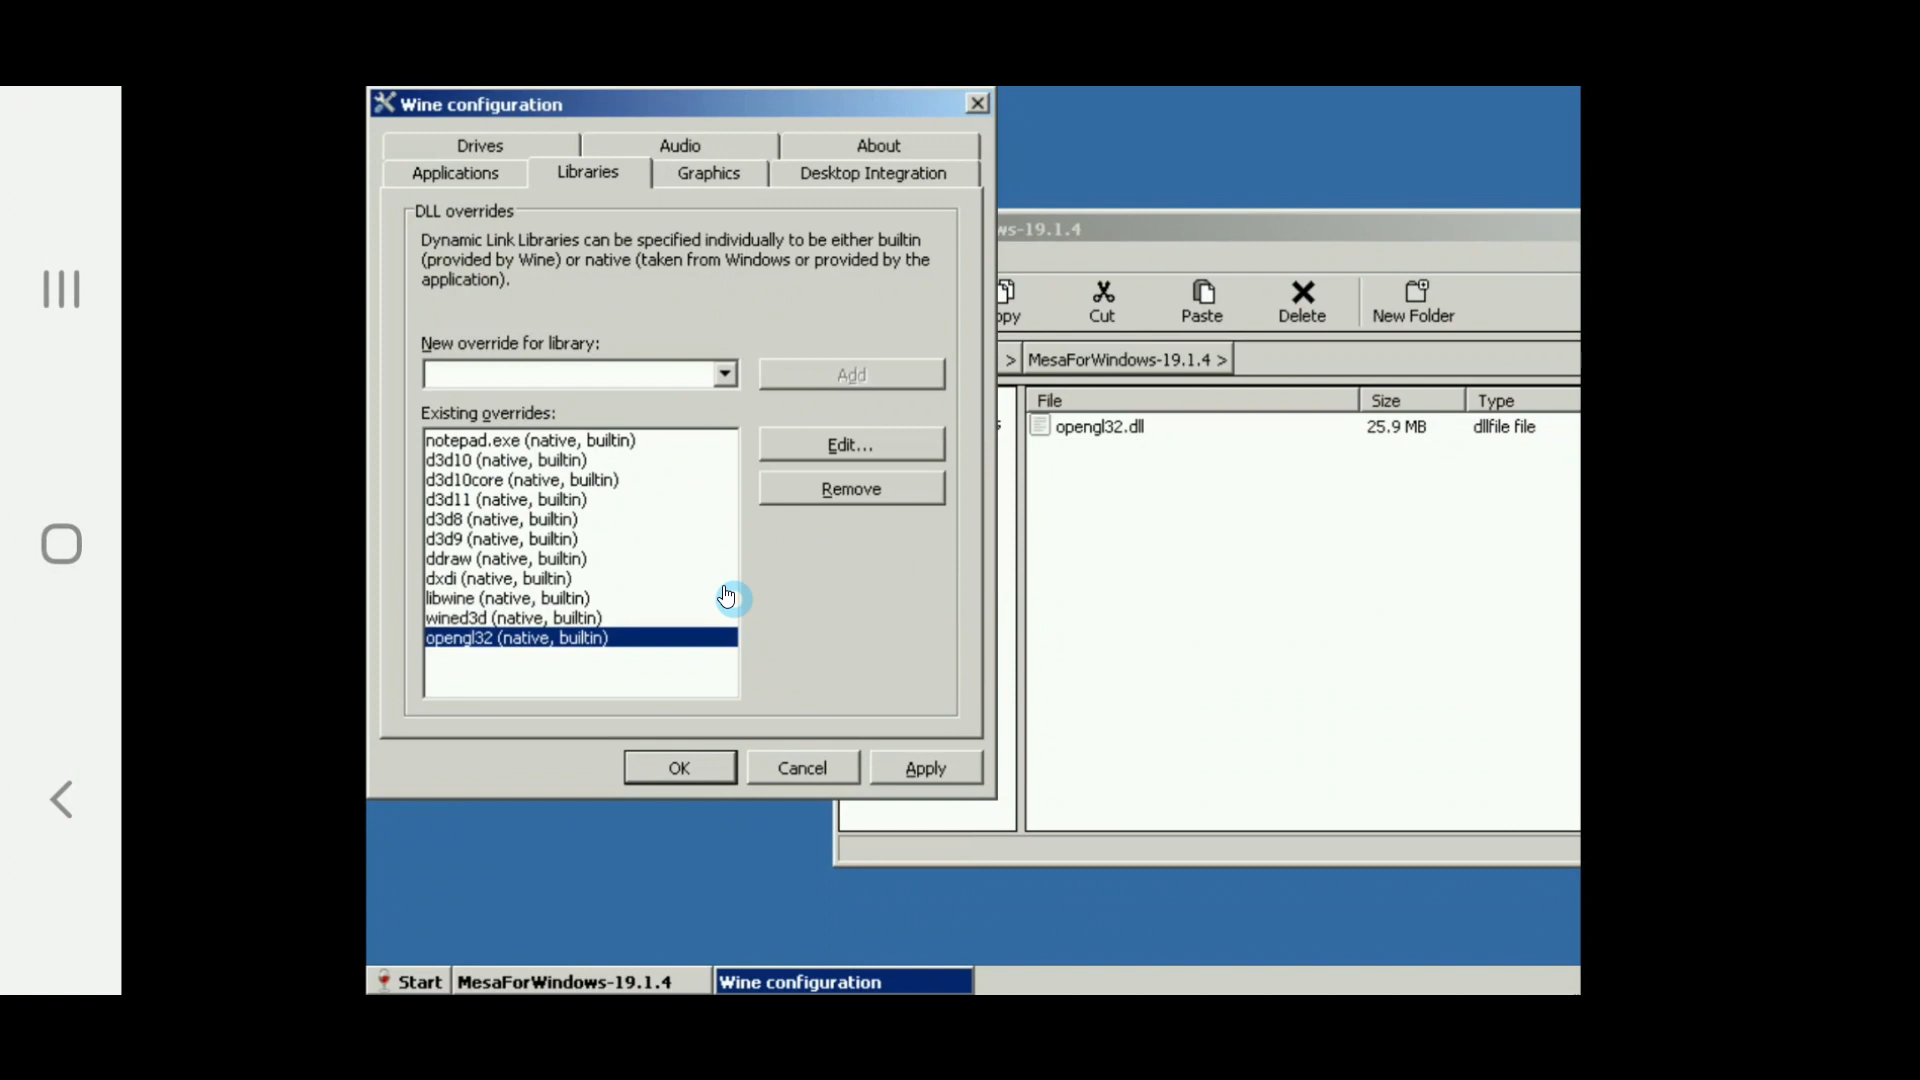 Wine configuration
Drives
Audio
About
Applications
Libraries
Graphics
Desktop Integration
DLL overrides
Dynamic Link Libraries can be specified individually to be either builtin
(provided by Wine) or native (taken from Windows or provided by the
application).
New override for library:
Add
Existing overrides:
notepad.exe (native, builtin)
d3d10 (native, builtin)
d3d10core (native, builtin)
d3d11 (native, builtin)
d3d8 (native, builtin)
d3d9 (native, builtin)
ddraw (native, builtin)
dxdi (native, builtin)
libwine (native, builtin)
wined3d (native, builtin)
opengl32 (native, builtin)
Edit...
Remove
OK
Cancel
Apply
ws-19.1.4
opy
Cut
Paste
Delete
New Folder
> MesaForWindows-19.1.4 >
File
Size
Type
opengl32.dll
25.9 MB
dllfile file
Start
MesaForWindows-19.1.4
Wine configuration